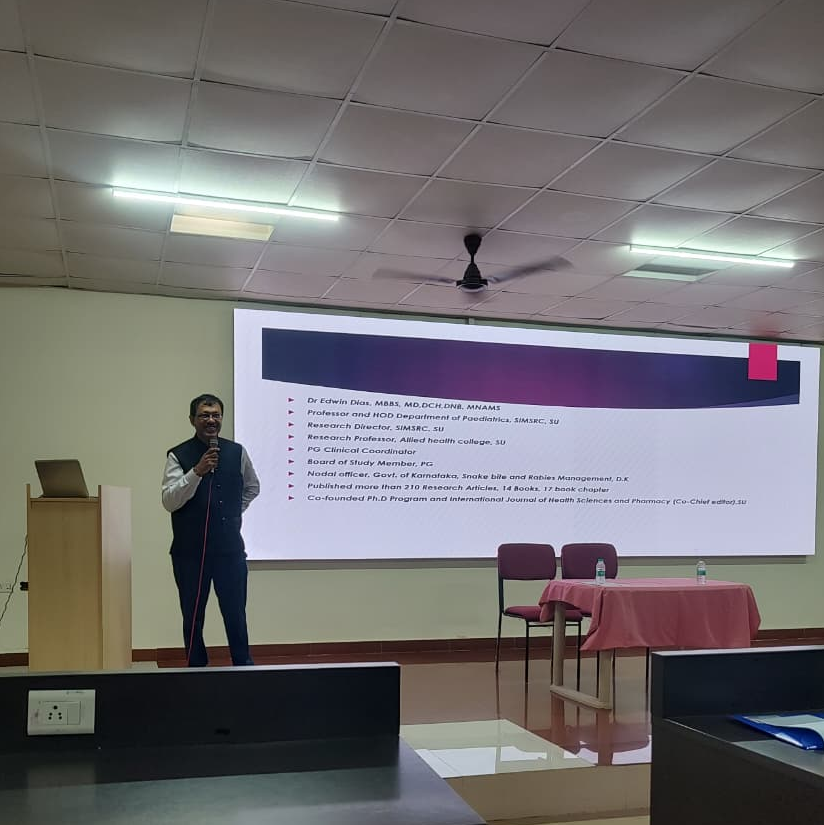 Dr Edwin Dias, MBBS, MD,DCH,DNB, MNAMS
Professor and HOD Department of Paediatrics, SIMSRC, SU
Research Director, SIMSRC, SU
Research Professor, Allied health college, SU
PG Clinical Coordinator
Board of Study Member, PG
Nodal officer, Govt. of Karnataka, Snake bite and Rabies Management, D.K
Published more than 210 Research Articles, 14 Books, 17 book chapter
Co-founded Ph.D Program and International Journal of Health Sciences and Pharmacy (Co-Chief editor),SU